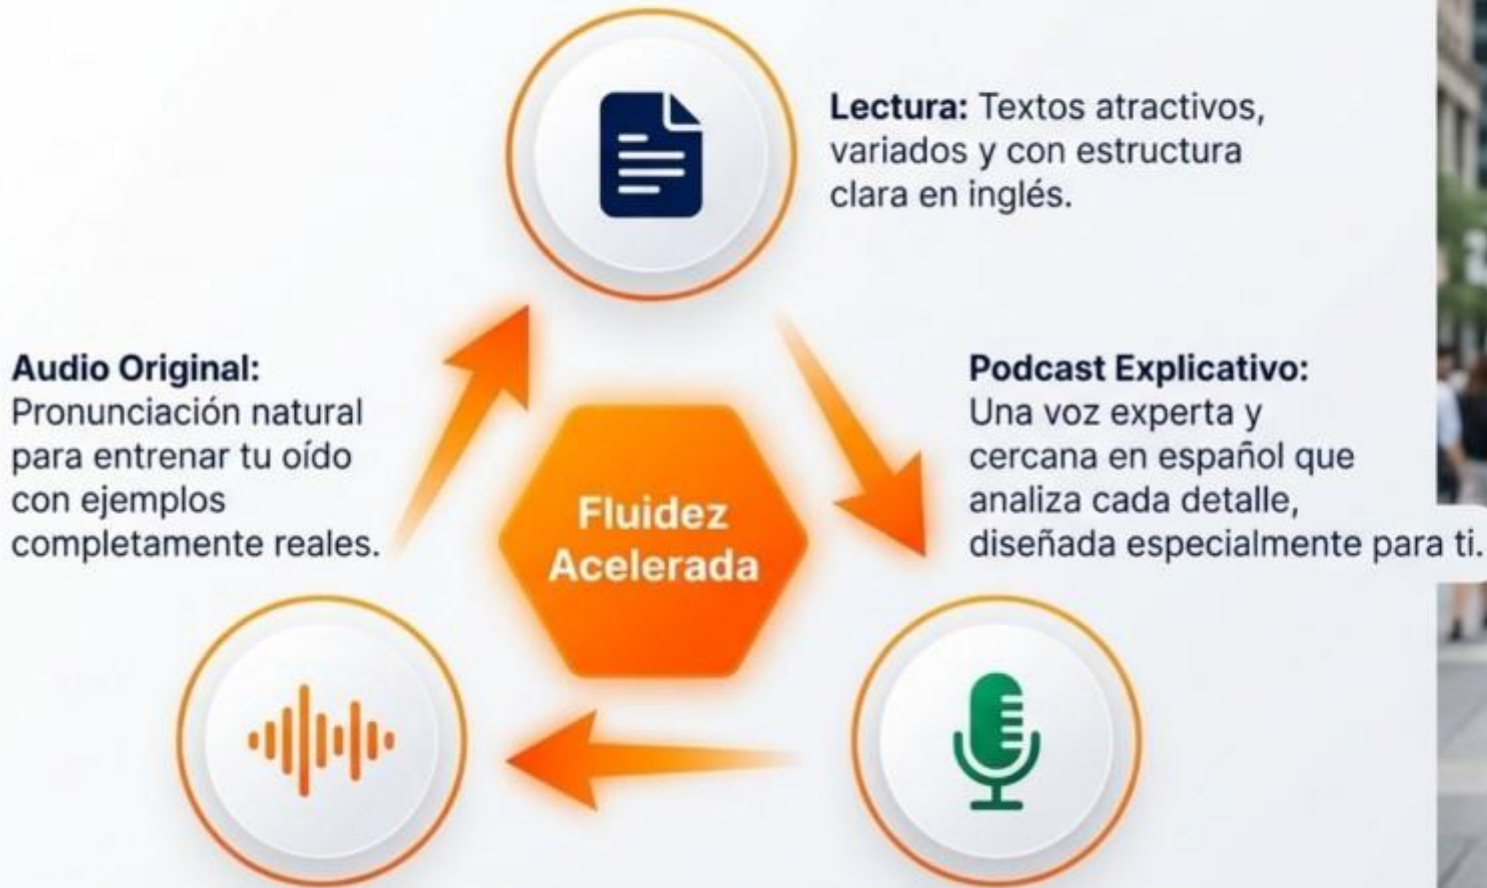 Lectura: Textos atractivos,
variados y con estructura
clara en inglés.
Audio Original:
Pronunciación natural
para entrenar tu oído
con ejemplos
completamente reales.
Fluidez
Acelerada
Podcast Explicativo:
Una voz experta y
cercana en español que
analiza cada detalle,
diseñada especialmente para ti.